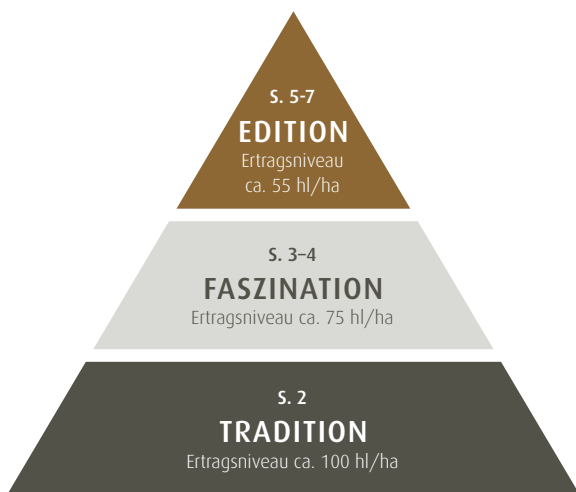 S. 5-7
EDITION
Ertragsniveau
ca. 55 hl/ha
S. 3–4
FASZINATION
Ertragsniveau ca. 75 hl/ha
S. 2
TRADITION
Ertragsniveau ca. 100 hl/ha